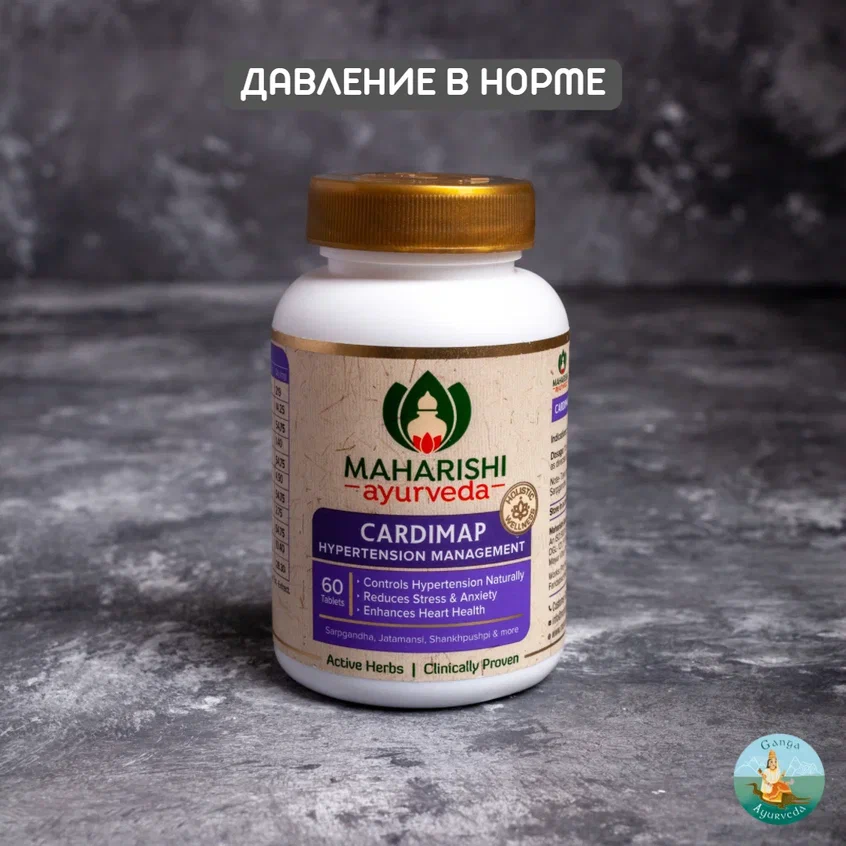 ДАВЛЕНИЕ В НОРМЕ
MAHARISHI
ayurveda
HOLISTIC
WELLNESS
CARDIMAP
HYPERTENSION MANAGEMENT
60
Tablets
· Controls Hypertension Naturally
· Reduces Stress & Anxiety
· Enhances Heart Health
Sarpgandha, Jatamansi, Shankhpushpi & more
Active Herbs | Clinically Proven
Ganga
Ayurveda